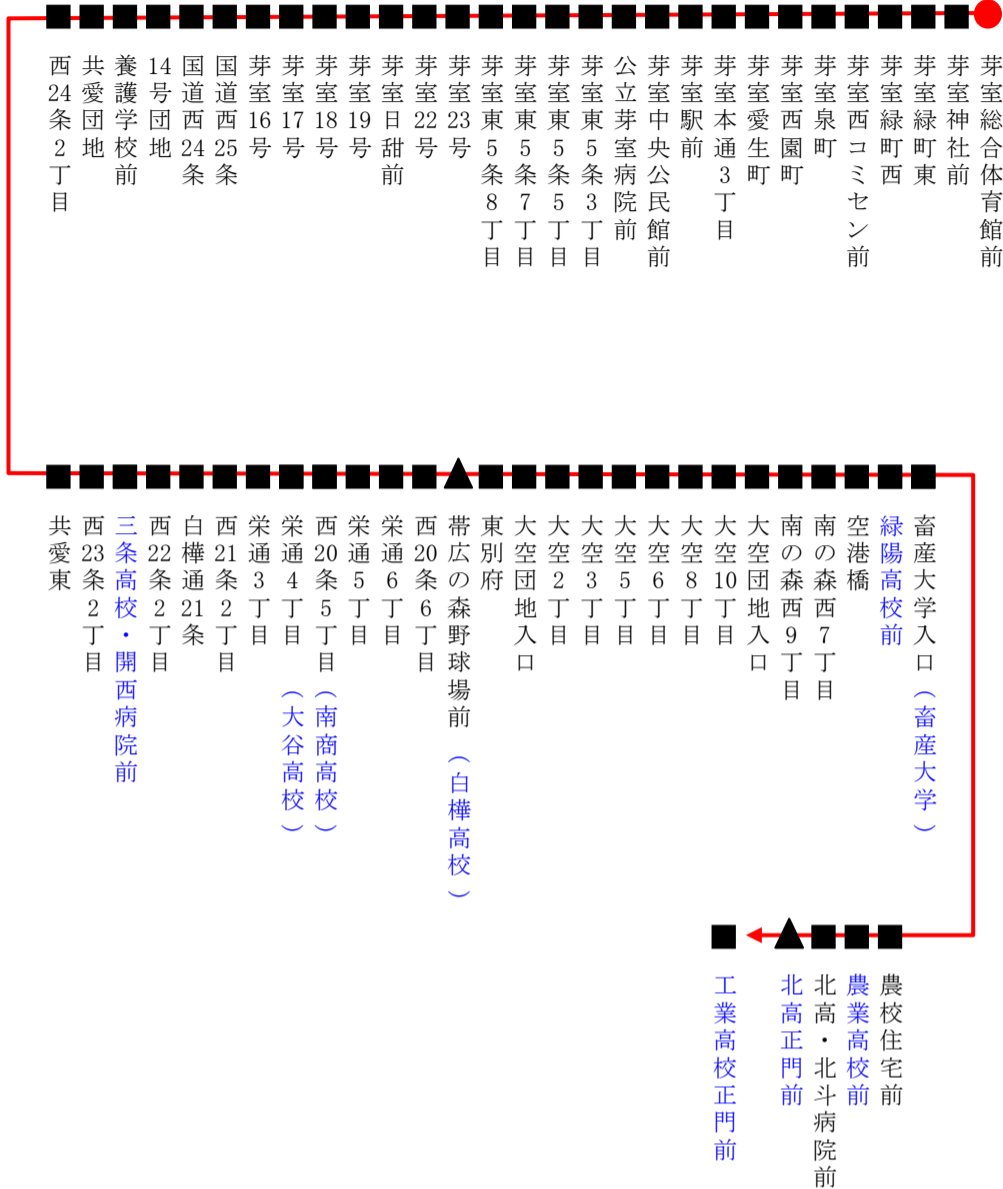 芽室総合体育館前
芽室神社前
芽室緑町東
芽室緑町西
芽室西コミセン前
芽室泉町
芽室西園町
芽室愛生町
芽室本通3丁目
芽室駅前
芽室中央公民館前
公立芽室病院前
芽室東5条3丁目
芽室東5条5丁目
芽室東5条7丁目
芽室東5条8丁目
芽室23号
芽室22号
芽室日甜前
芽室19号
芽室18号
芽室17号
芽室16号
国道西25条
国道西24条
14号団地
養護学校前
共愛団地
西24条2丁目
共愛東
西23条2丁目
三条高校・開西病院前
西22条2丁目
白樺通21条
西21条2丁目
栄通3丁目
栄通4丁目（大谷高校）
西20条5丁目（南商高校）
栄通5丁目
栄通6丁目
西20条6丁目
帯広の森野球場前（白樺高校）
東別府
大空団地入口
大空2丁目
大空3丁目
大空5丁目
大空6丁目
大空8丁目
大空10丁目
大空団地入口
南の森西9丁目
南の森西7丁目
空港橋
緑陽高校前
畜産大学入口（畜産大学）
農校住宅前
農業高校前
北高・北斗病院前
北高正門前
工業高校正門前